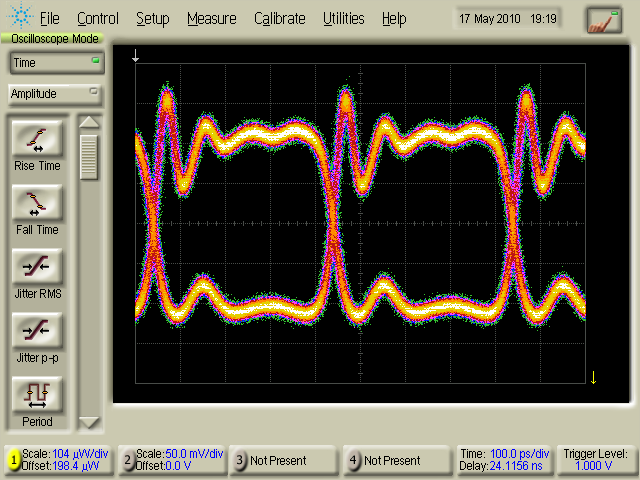 File Control Setup Measure Calibrate Utilities Help 17 May 2010 19:19
Oscilloscope Mode
Time
Amplitude
Rise Time
Fall Time
Jitter RMS
Jitter p-p
Period
1 Scale:104 µW/div
Offset:198.4 µW
2 Scale:50.0 mV/div
Offset:0.0 V
3 Not Present
4 Not Present
Time: 100.0 ps/div
Delay:24.1156 ns
Trigger Level:
1.000 V